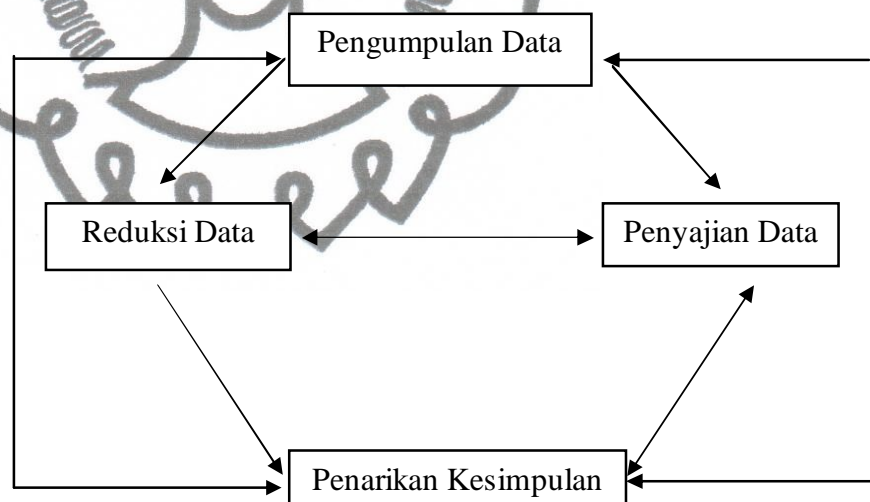 Pengumpulan Data
Reduksi Data
Penyajian Data
Penarikan Kesimpulan